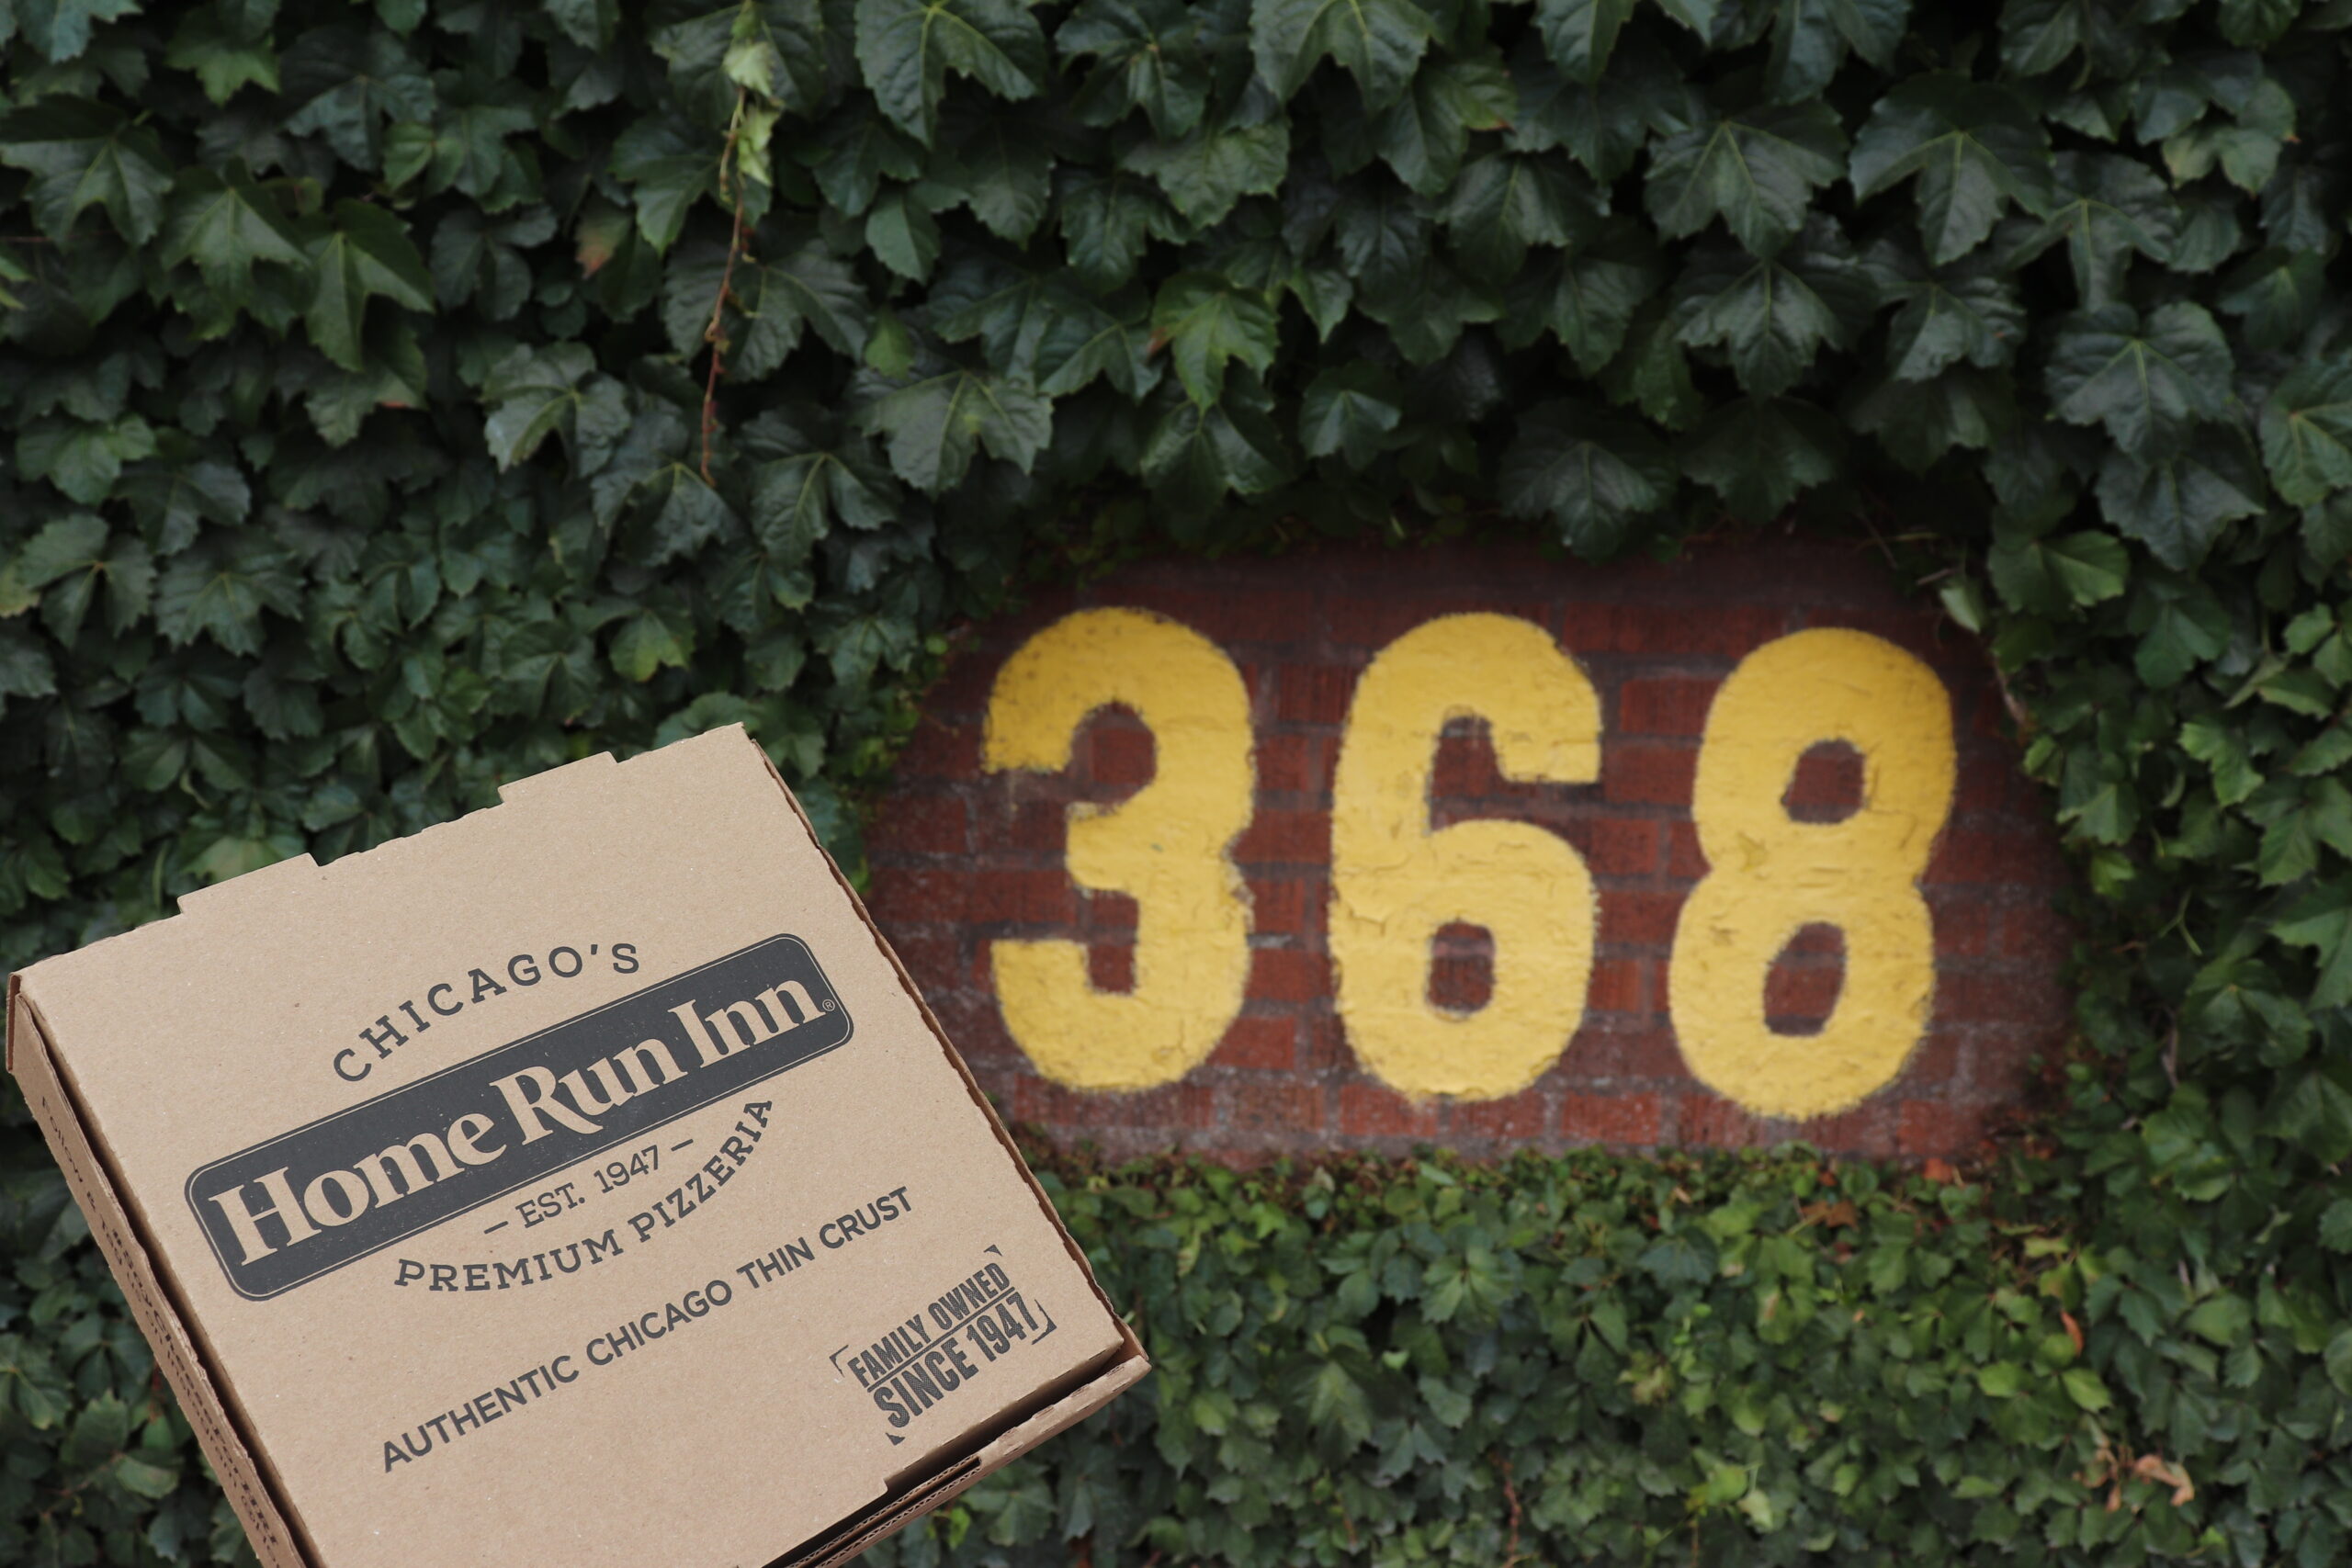 CHICAGO'S
Home Run Inn®
– EST. 1947 –
PREMIUM PIZZERIA
AUTHENTIC CHICAGO THIN CRUST
FAMILY OWNED
SINCE 1947
368